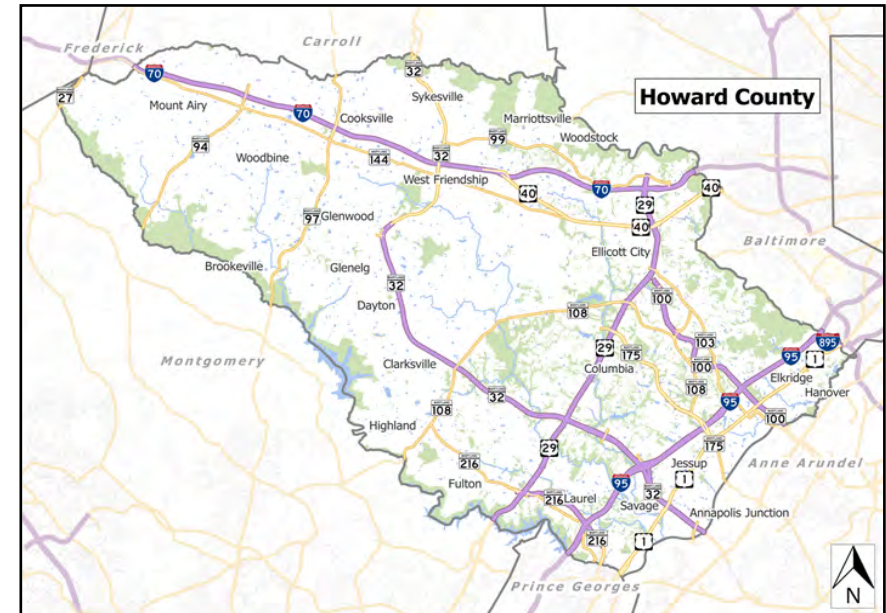 Frederick
Carroll
Howard County
70
27
Mount Airy
32
Sykesville
Marriottsville
70
Cooksville
99
Woodstock
94
Woodbine
144
32
West Friendship
40
70
40
29
97
Glenwood
40
Ellicott City
Baltimore
Brookeville
Glenelg
32
100
Dayton
108
895
Montgomery
29
175
103
95
1
Clarksville
Columbia
100
Elkridge
32
108
95
Hanover
108
100
Highland
29
175
216
Jessup
Anne Arundel
Fulton
95
1
216
Laurel
32
Savage
Annapolis Junction
216
1
Prince Georges
N